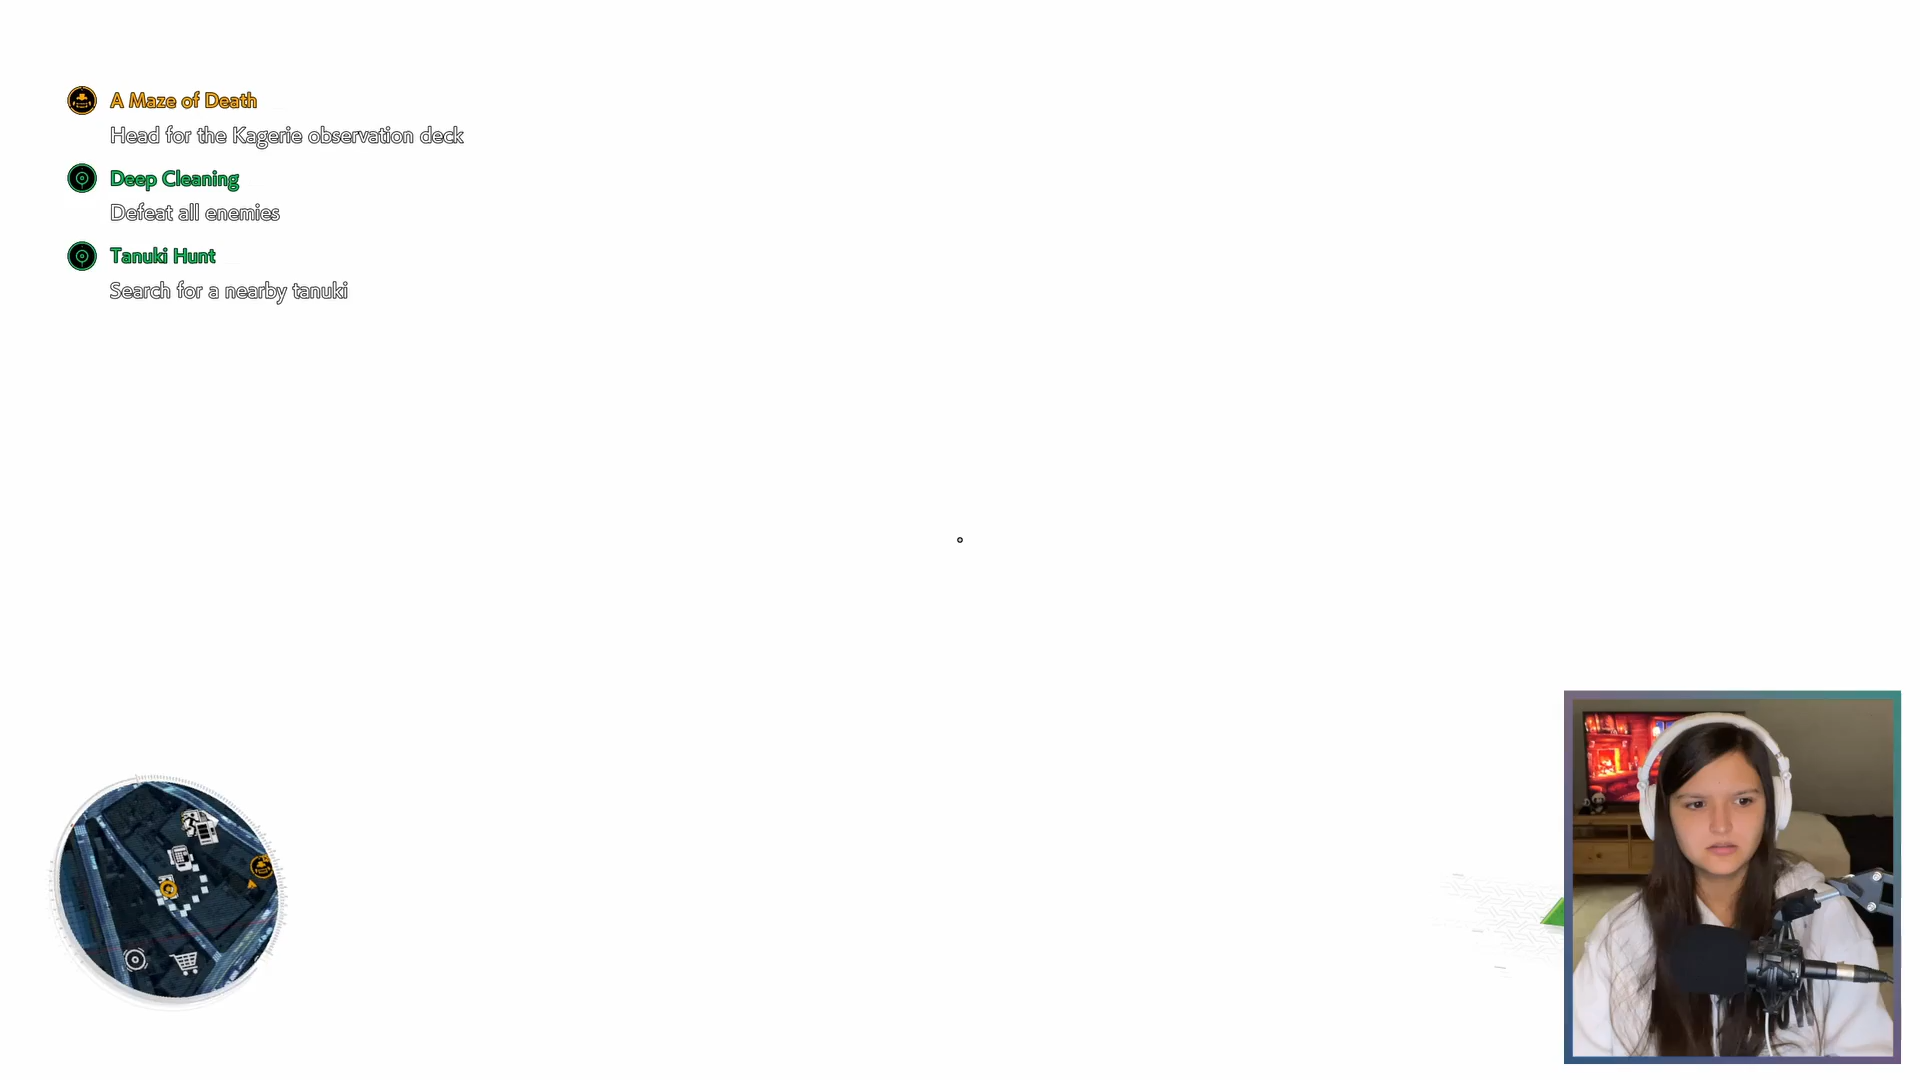 A Maze of Death
Head for the Kagerie observation deck
Deep Cleaning
Defeat all enemies
Tanuki Hunt
Search for a nearby tanuki